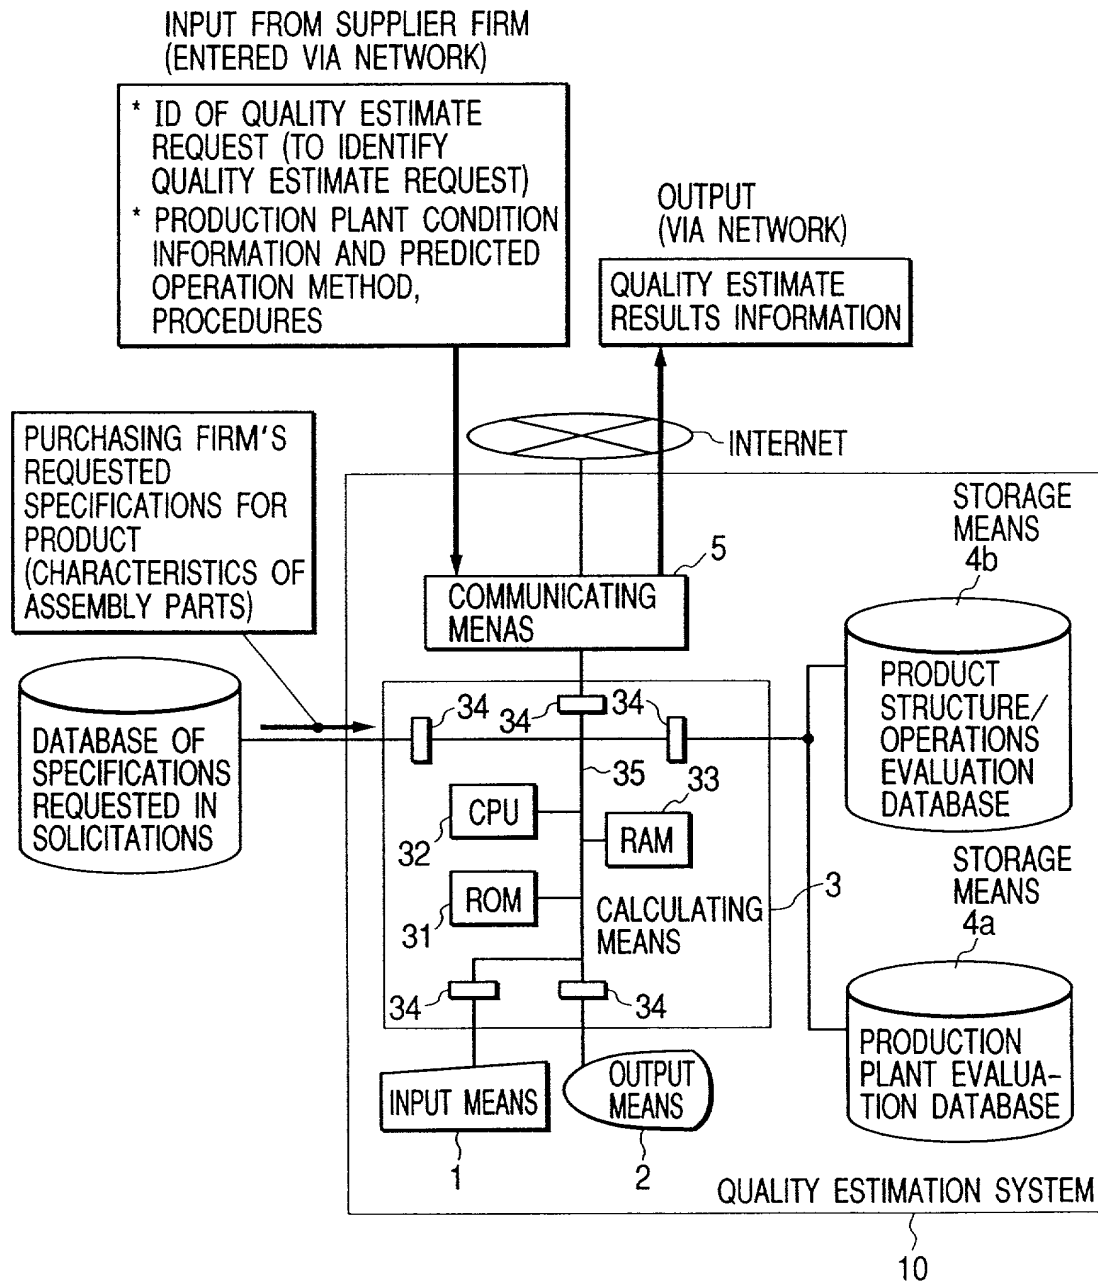 INPUT FROM SUPPLIER FIRM
(ENTERED VIA NETWORK)
* ID OF QUALITY ESTIMATE
REQUEST (TO IDENTIFY
QUALITY ESTIMATE REQUEST)
* PRODUCTION PLANT CONDITION
INFORMATION AND PREDICTED
OPERATION METHOD,
PROCEDURES
OUTPUT
(VIA NETWORK)
QUALITY ESTIMATE
RESULTS INFORMATION
INTERNET
PURCHASING FIRM'S
REQUESTED
SPECIFICATIONS FOR
PRODUCT
(CHARACTERISTICS OF
ASSEMBLY PARTS)
5
COMMUNICATING
MENAS
STORAGE
MEANS
4b
PRODUCT
STRUCTURE/
OPERATIONS
EVALUATION
DATABASE
DATABASE OF
SPECIFICATIONS
REQUESTED IN
SOLICITATIONS
34
34
34
35
33
CPU
32
RAM
ROM
31
CALCULATING
MEANS
3
STORAGE
MEANS
4a
PRODUCTION
PLANT EVALUA-
TION DATABASE
34
34
INPUT MEANS
1
OUTPUT
MEANS
2
QUALITY ESTIMATION SYSTEM
10